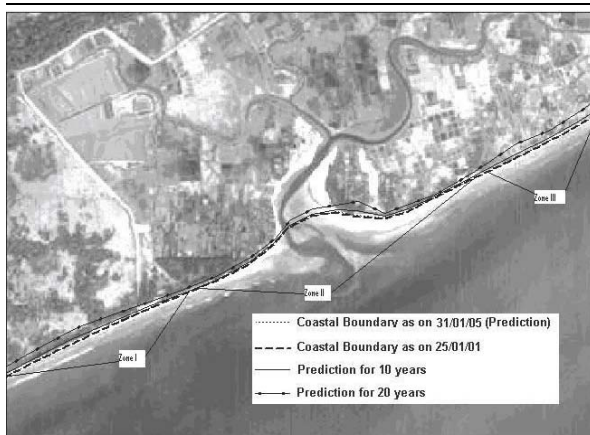 Zone III
Zone II
Zone I
Coastal Boundary as on 31/01/05 (Prediction)
Coastal Boundary as on 25/01/01
Prediction for 10 years
Prediction for 20 years